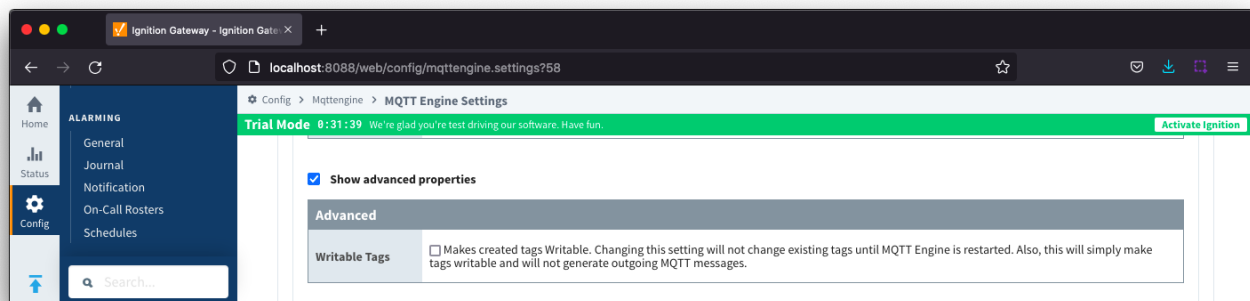 Ignition Gateway - Ignition Gate
localhost:8088/web/config/mqttengine.settings?58
Home
Status
Config
ALARMING
General
Journal
Notification
On-Call Rosters
Schedules
Search...
Config > Mqttengine > MQTT Engine Settings
Trial Mode 0:31:39 We're glad you're test driving our software. Have fun.
Activate Ignition
Show advanced properties
Advanced
Writable Tags
Makes created tags Writable. Changing this setting will not change existing tags until MQTT Engine is restarted. Also, this will simply make
tags writable and will not generate outgoing MQTT messages.